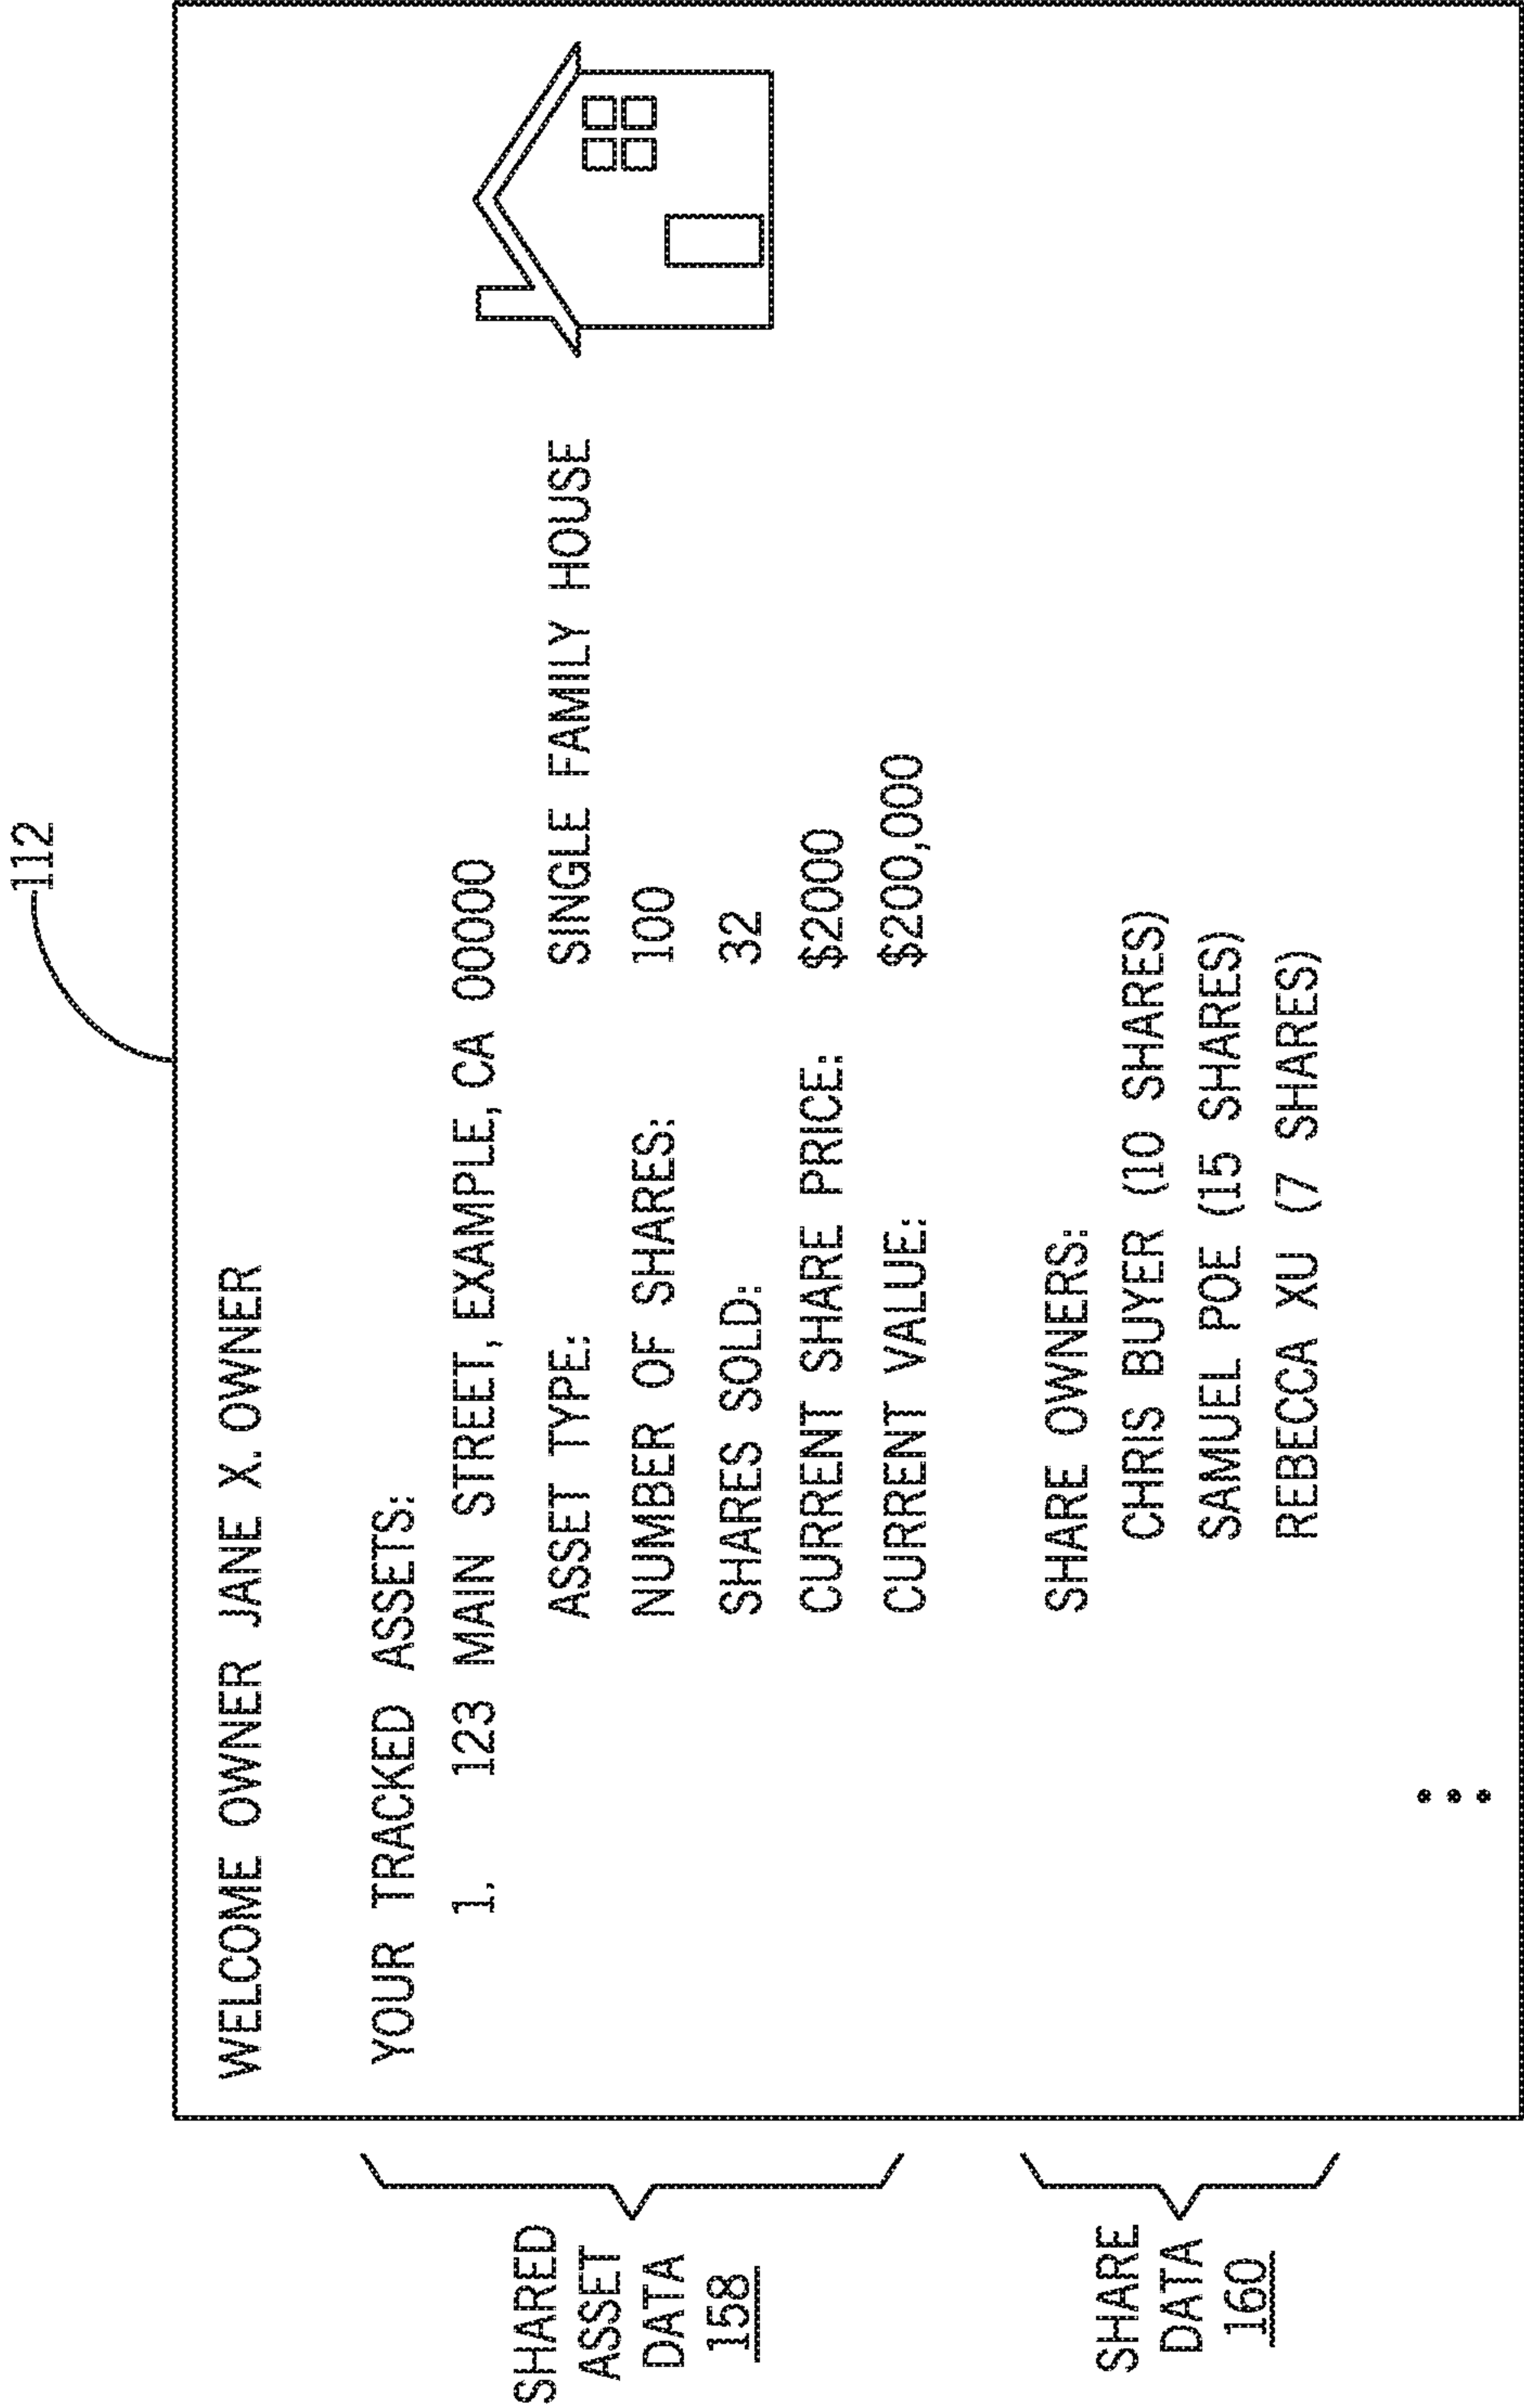 112
WELCOME OWNER JANE X. OWNER
YOUR TRACKED ASSETS:
1. 123 MAIN STREET, EXAMPLE, CA 00000
ASSET TYPE: SINGLE FAMILY HOUSE
NUMBER OF SHARES: 100
SHARES SOLD: 32
CURRENT SHARE PRICE: $2000
CURRENT VALUE: $200,000
SHARE OWNERS:
CHRIS BUYER (10 SHARES)
SAMUEL POE (15 SHARES)
REBECCA XU (7 SHARES)
SHARED
ASSET
DATA
158
SHARE
DATA
160